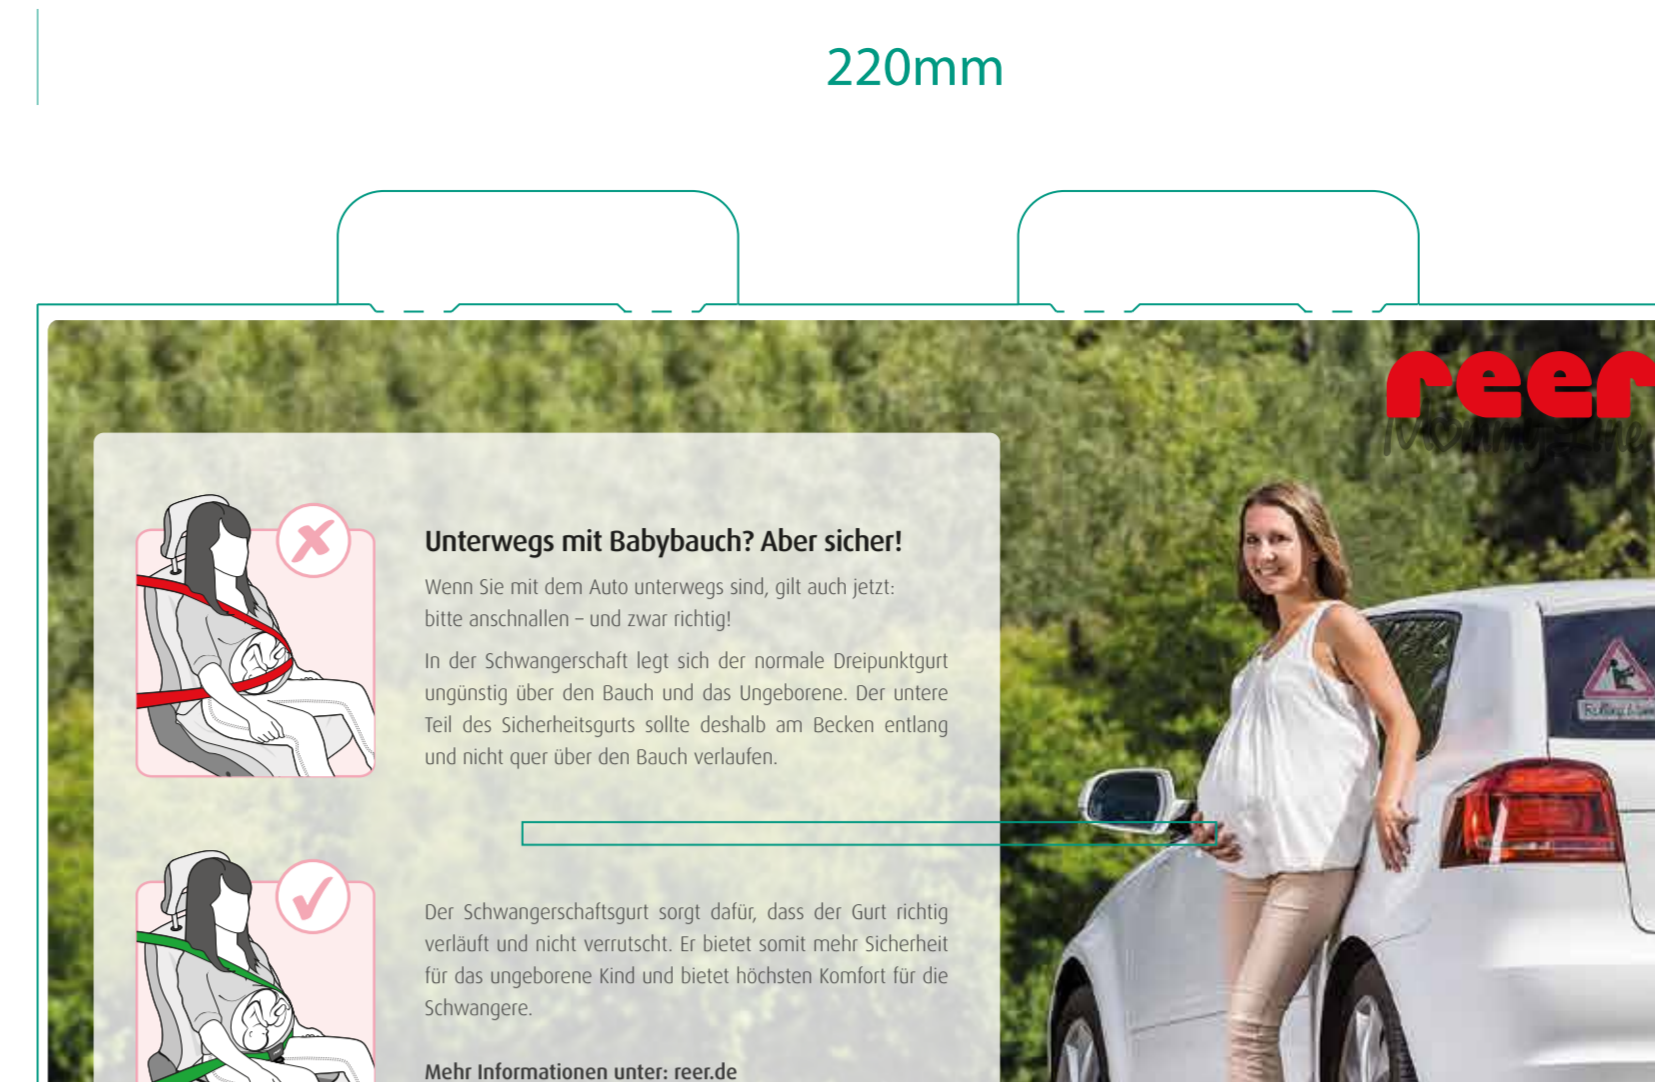 220mm
reer
Unterwegs mit Babybauch? Aber sicher!
Wenn Sie mit dem Auto unterwegs sind, gilt auch jetzt:
bitte anschnallen – und zwar richtig!
In der Schwangerschaft legt sich der normale Dreipunktgurt
ungünstig über den Bauch und das Ungeborene. Der untere
Teil des Sicherheitsgurts sollte deshalb am Becken entlang
und nicht quer über den Bauch verlaufen.
Der Schwangerschaftsgurt sorgt dafür, dass der Gurt richtig
verläuft und nicht verrutscht. Er bietet somit mehr Sicherheit
für das ungeborene Kind und bietet höchsten Komfort für die
Schwangere.
Mehr Informationen unter: reer.de